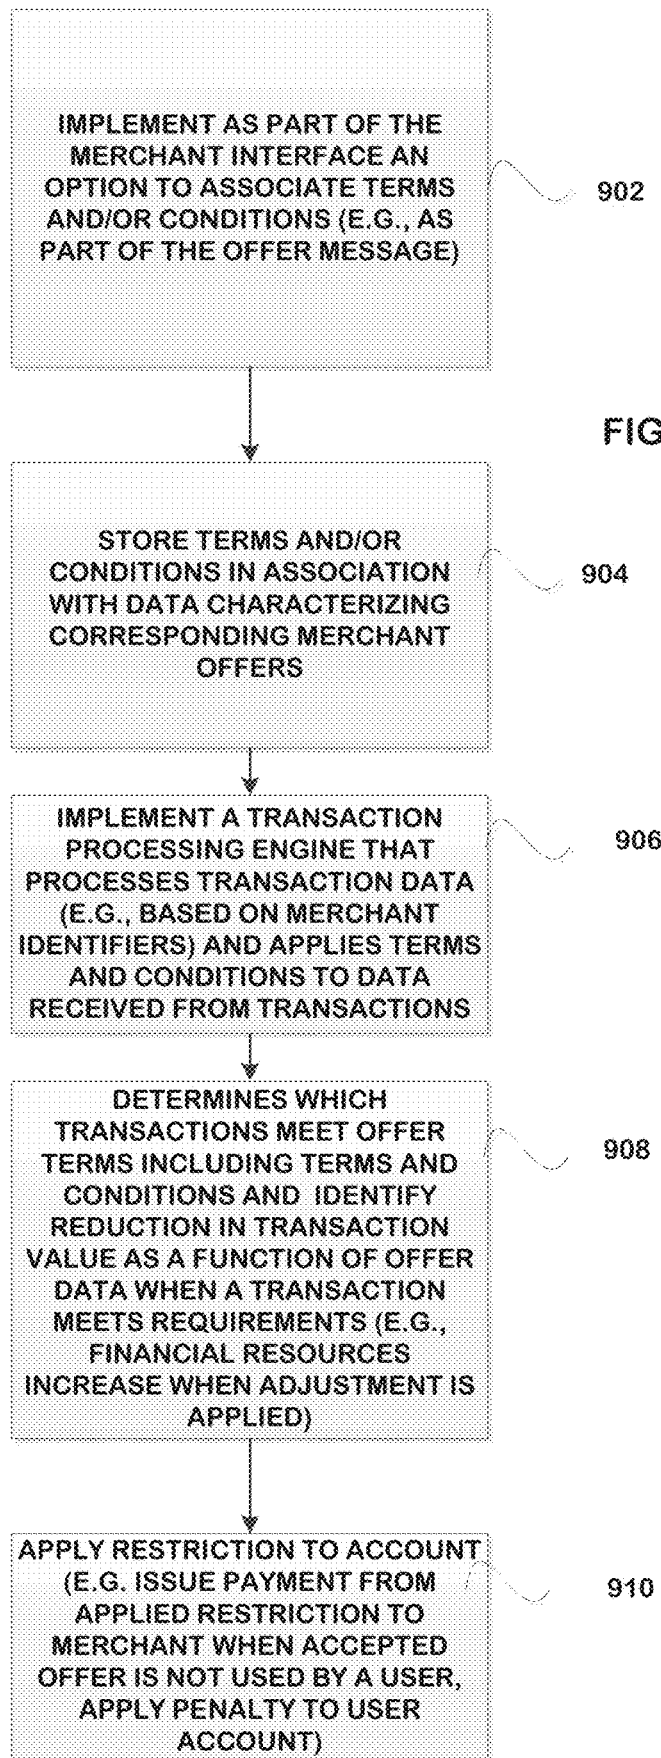 IMPLEMENT AS PART OF THE
MERCHANT INTERFACE AN
OPTION TO ASSOCIATE TERMS
AND/OR CONDITIONS (E.G., AS
PART OF THE OFFER MESSAGE)
902
FIG
STORE TERMS AND/OR
CONDITIONS IN ASSOCIATION
WITH DATA CHARACTERIZING
CORRESPONDING MERCHANT
OFFERS
904
IMPLEMENT A TRANSACTION
PROCESSING ENGINE THAT
PROCESSES TRANSACTION DATA
(E.G., BASED ON MERCHANT
IDENTIFIERS) AND APPLIES TERMS
AND CONDITIONS TO DATA
RECEIVED FROM TRANSACTIONS
906
DETERMINES WHICH
TRANSACTIONS MEET OFFER
TERMS INCLUDING TERMS AND
CONDITIONS AND IDENTIFY
REDUCTION IN TRANSACTION
VALUE AS A FUNCTION OF OFFER
DATA WHEN A TRANSACTION
MEETS REQUIREMENTS (E.G.,
FINANCIAL RESOURCES
INCREASE WHEN ADJUSTMENT IS
APPLIED)
908
APPLY RESTRICTION TO ACCOUNT
(E.G. ISSUE PAYMENT FROM
APPLIED RESTRICTION TO
MERCHANT WHEN ACCEPTED
OFFER IS NOT USED BY A USER,
APPLY PENALTY TO USER
ACCOUNT)
910